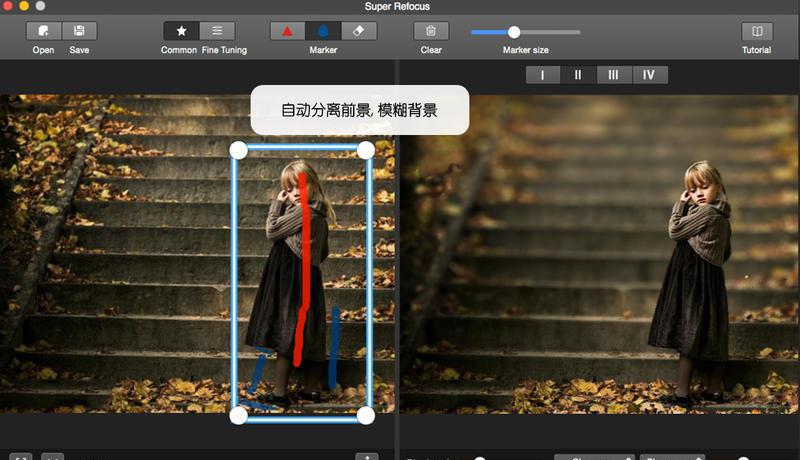 Super Refocus
Open Save Common Fine Tuning Marker Clear Marker size Tutorial
I II III IV
自动分离前景, 模糊背景